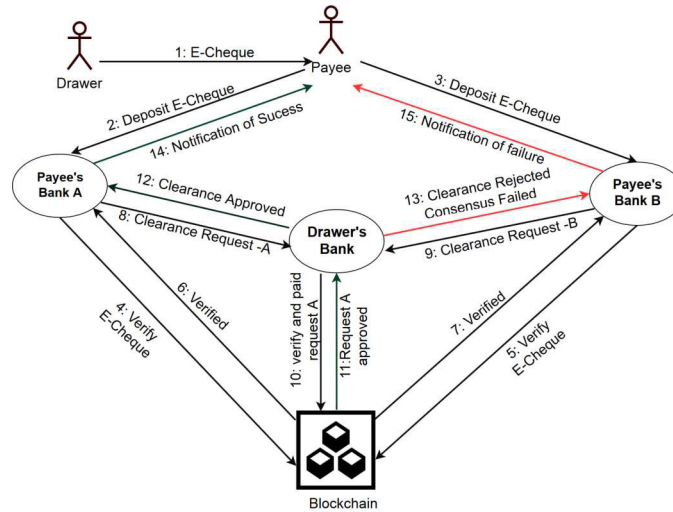 1: E-Cheque
Drawer
Payee
2: Deposit E-Cheque
3: Deposit E-Cheque
14: Notification of Sucess
15: Notification of failure
Payee's
Bank A
Payee's
Bank B
12: Clearance Approved
13: Clearance Rejected
Consensus Failed
8: Clearance Request -A
Drawer's
Bank
9: Clearance Request -B
4: Verify
E-Cheque
6: Verified
10: verify and paid
request A
11:Request A
approved
7: Verified
5: Verify
E-Cheque
Blockchain